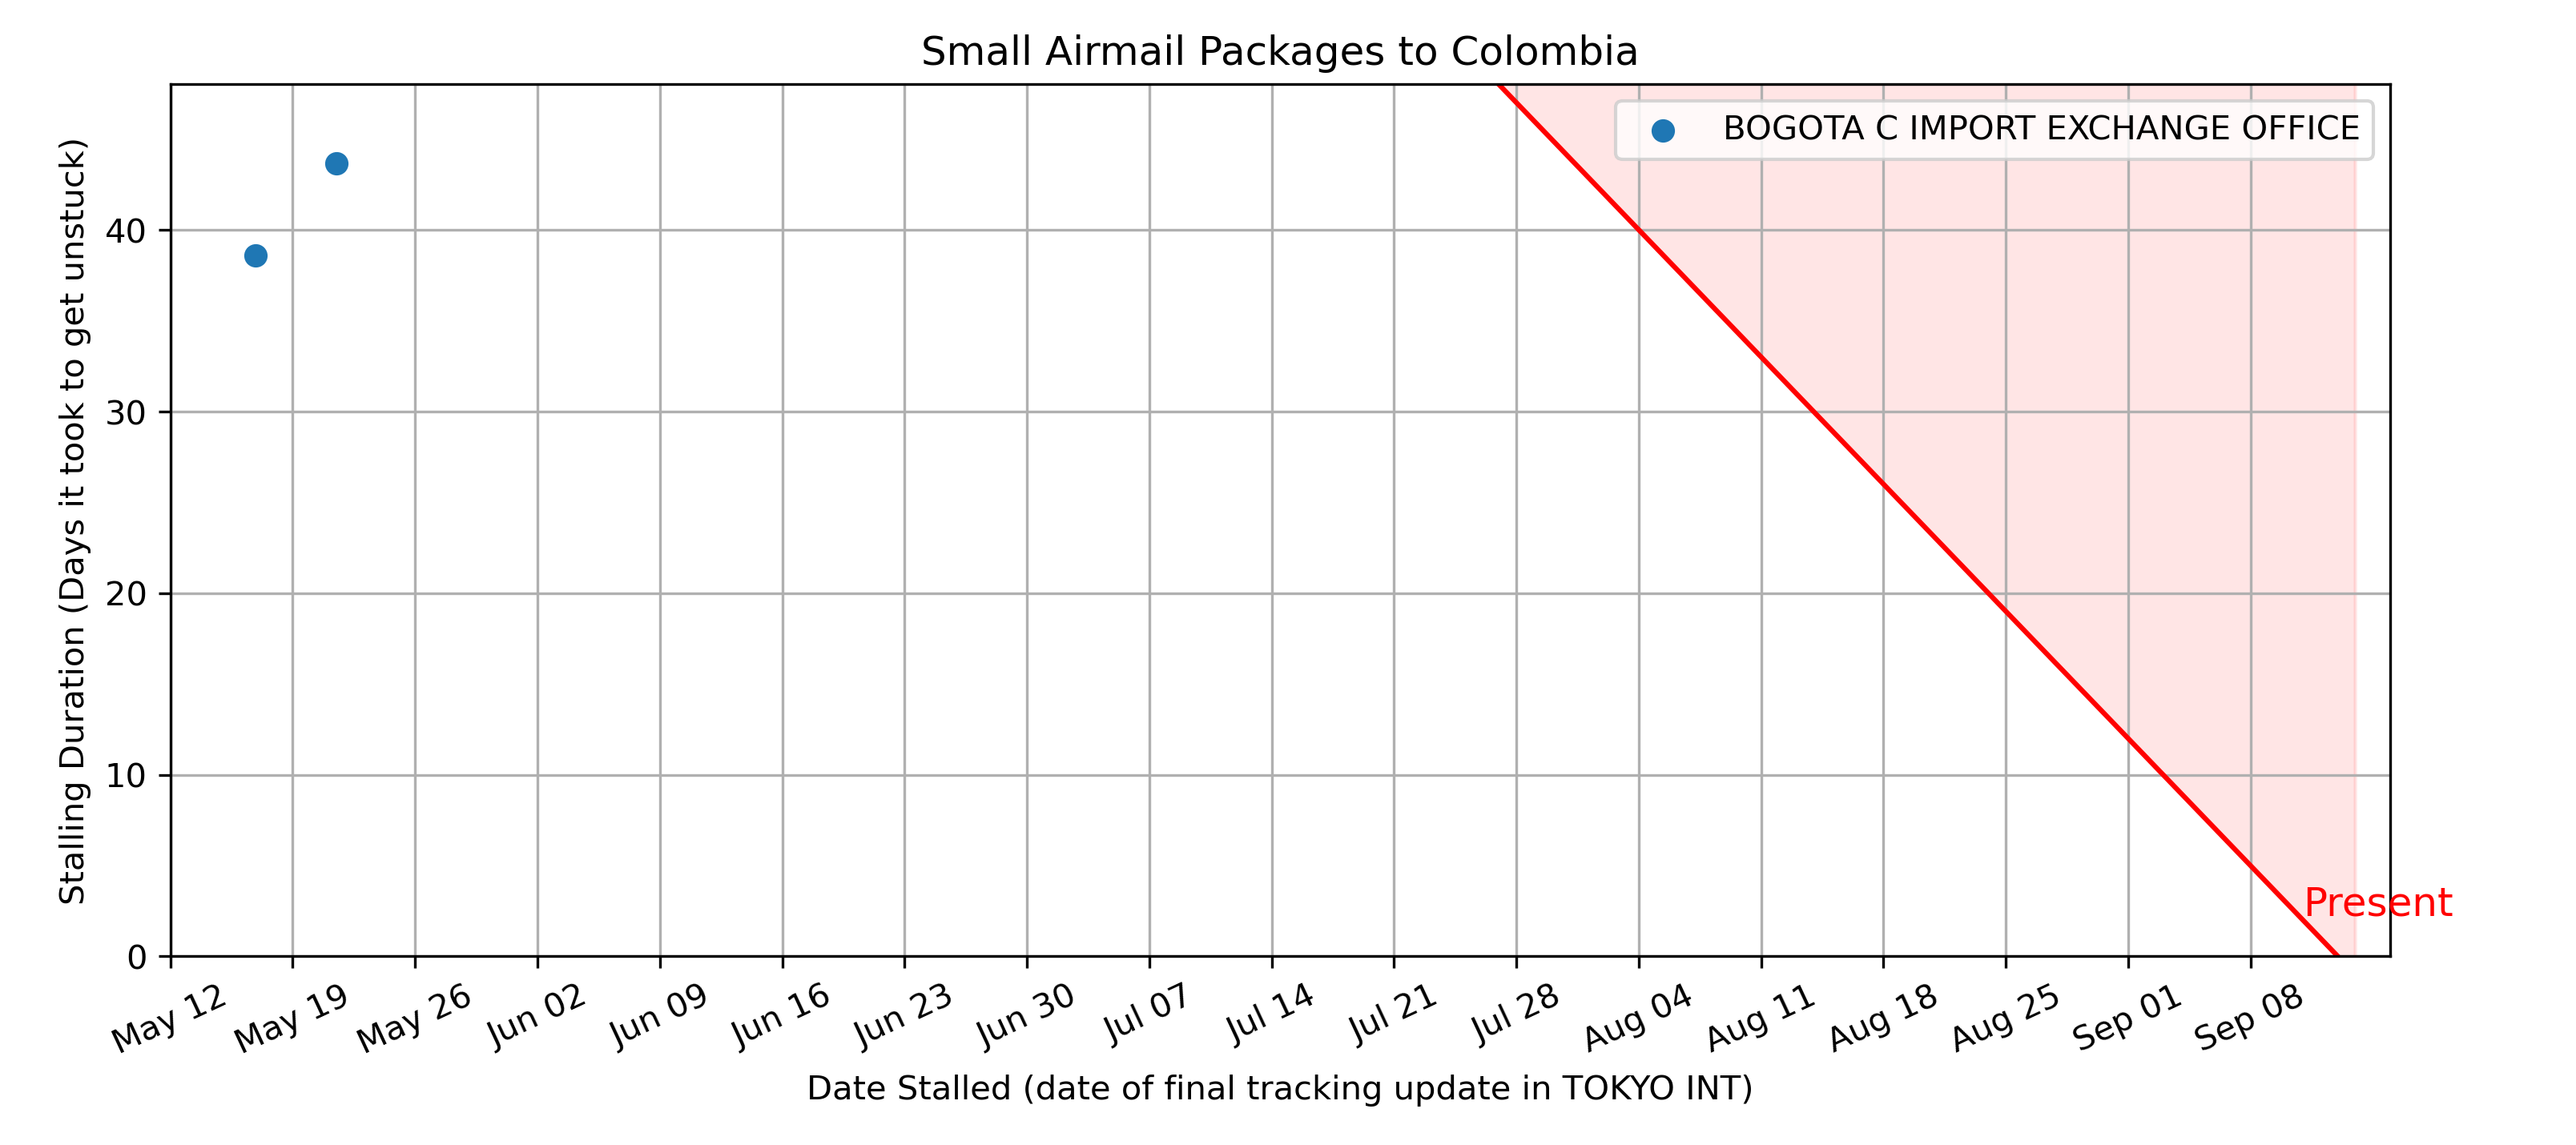 Small Airmail Packages to Colombia
BOGOTA C IMPORT EXCHANGE OFFICE
Stalling Duration (Days it took to get unstuck)
40
30
20
10
0
Present
May 12
May 19
May 26
Jun 02
Jun 09
Jun 16
Jun 23
Jun 30
Jul 07
Jul 14
Jul 21
Jul 28
Aug 04
Aug 11
Aug 18
Aug 25
Sep 01
Sep 08
Date Stalled (date of final tracking update in TOKYO INT)